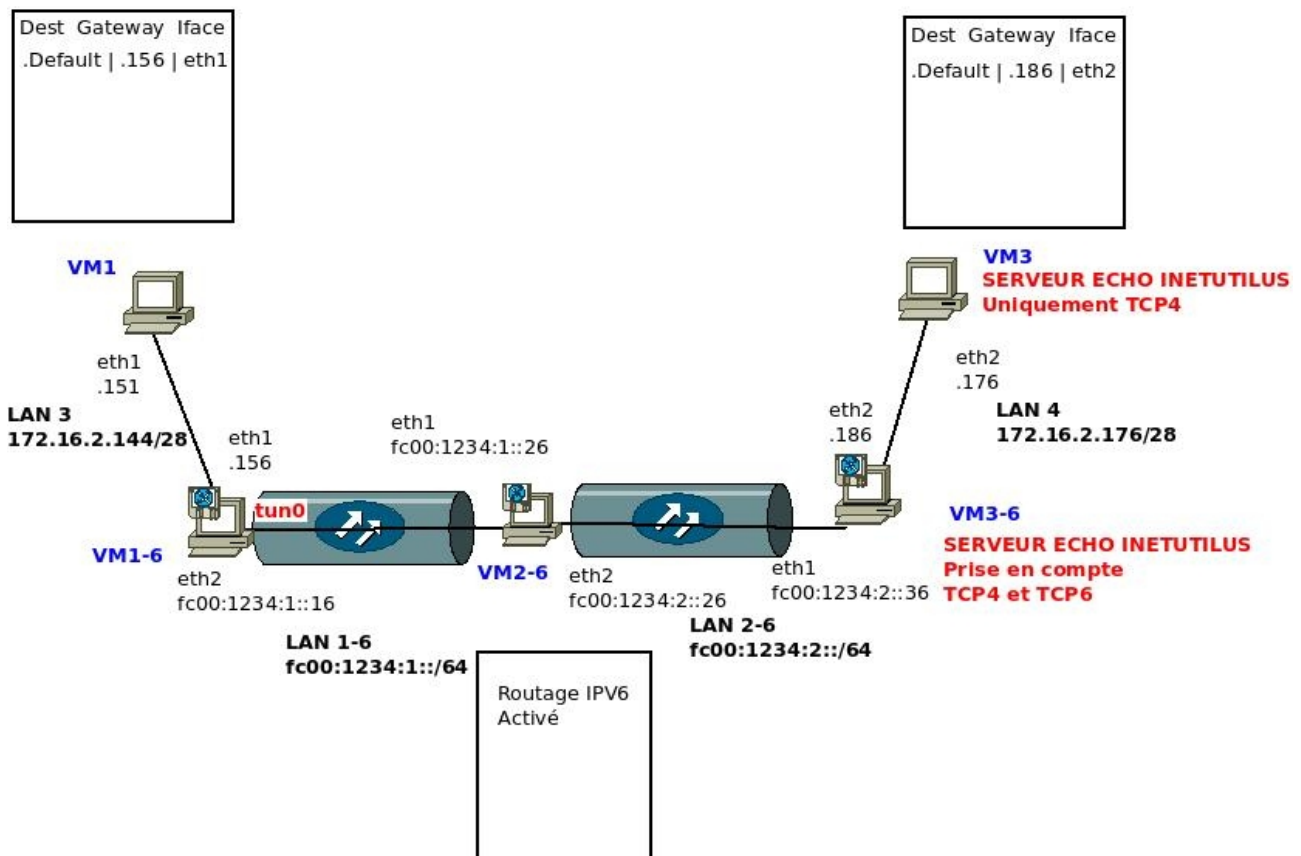 Dest Gateway Iface
.Default | .156 | eth1
Dest Gateway Iface
.Default | .186 | eth2
VM1
VM3
SERVEUR ECHO INETUTILUS
Uniquement TCP4
eth1
.151
eth2
.176
LAN 3
172.16.2.144/28
LAN 4
172.16.2.176/28
eth1
.156
eth1
fc00:1234:1::26
eth2
.186
tun0
VM1-6
VM2-6
VM3-6
SERVEUR ECHO INETUTILUS
Prise en compte
TCP4 et TCP6
eth2
fc00:1234:1::16
eth2
fc00:1234:2::26
eth1
fc00:1234:2::36
LAN 1-6
fc00:1234:1::/64
LAN 2-6
fc00:1234:2::/64
Routage IPV6
Activé